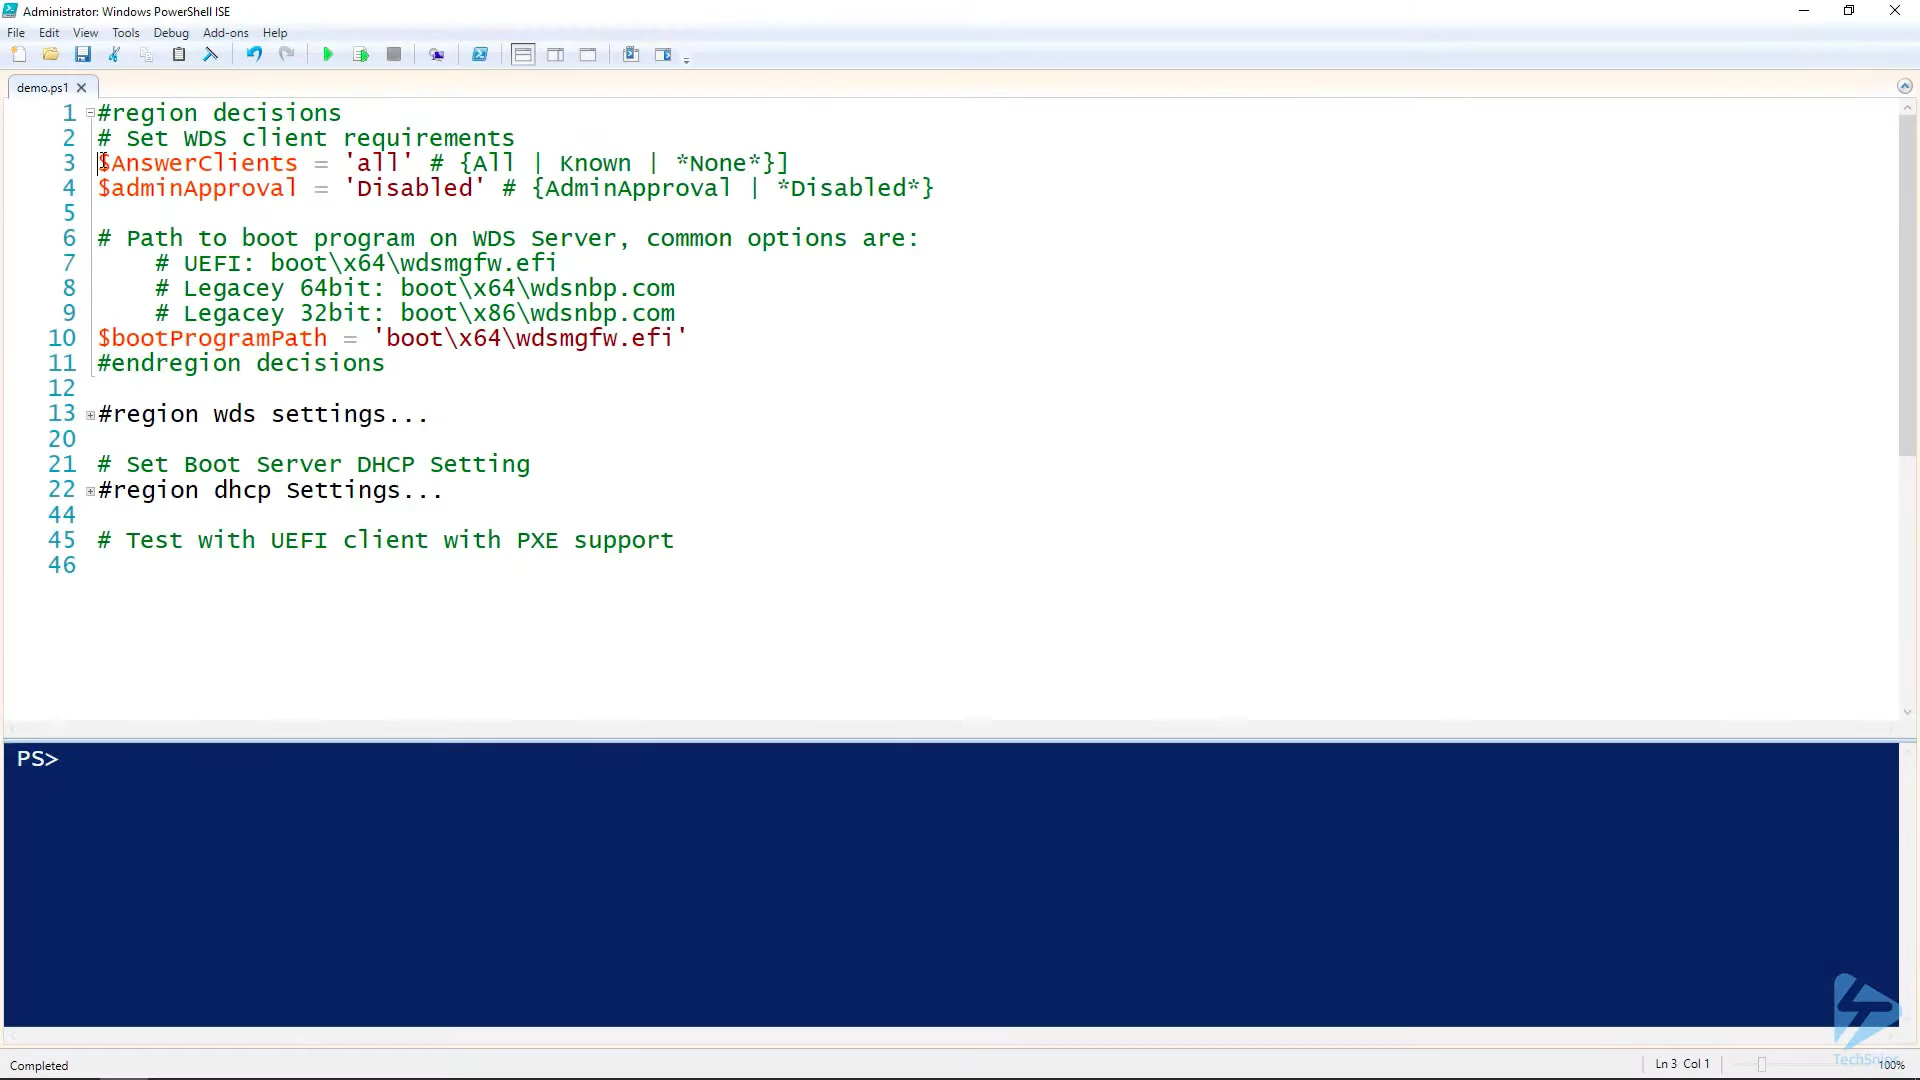 Administrator: Windows PowerShell ISE
File Edit View Tools Debug Add-ons Help
demo.ps1
1 #region decisions
2 # Set WDS client requirements
3 $AnswerClients = 'all' # {All | Known | *None*}]
4 $adminApproval = 'Disabled' # {AdminApproval | *Disabled*}
5
6 # Path to boot program on WDS Server, common options are:
7 # UEFI: boot\x64\wdsmgfw.efi
8 # Legacey 64bit: boot\x64\wdsnbp.com
9 # Legacey 32bit: boot\x86\wdsnbp.com
10 $bootProgramPath = 'boot\x64\wdsmgfw.efi'
11 #endregion decisions
12
13 #region wds settings...
20
21 # Set Boot Server DHCP Setting
22 #region dhcp Settings...
44
45 # Test with UEFI client with PXE support
46
PS>
Completed
Ln 3 Col 1
100%